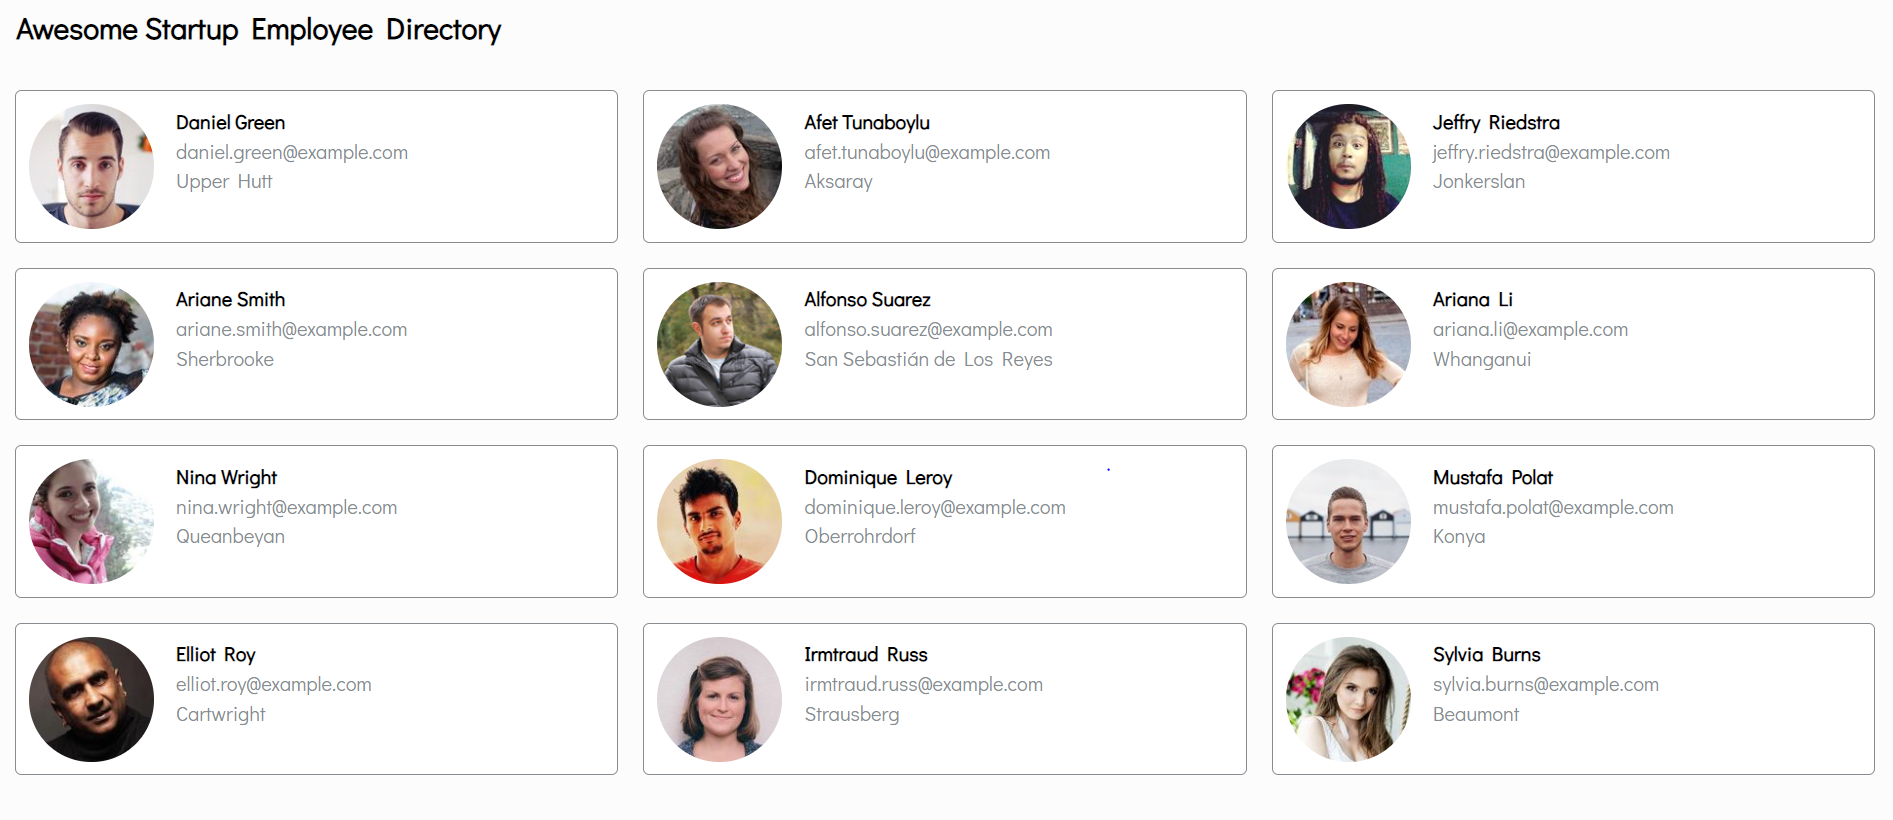 Awesome Startup Employee Directory
Daniel Green
daniel.green@example.com
Upper Hutt
Afet Tunaboylu
afet.tunaboylu@example.com
Aksaray
Jeffry Riedstra
jeffry.riedstra@example.com
Jonkerslan
Ariane Smith
ariane.smith@example.com
Sherbrooke
Alfonso Suarez
alfonso.suarez@example.com
San Sebastián de Los Reyes
Ariana Li
ariana.li@example.com
Whanganui
Nina Wright
nina.wright@example.com
Queanbeyan
Dominique Leroy
dominique.leroy@example.com
Oberrohrdorf
Mustafa Polat
mustafa.polat@example.com
Konya
Elliot Roy
elliot.roy@example.com
Cartwright
Irmtraud Russ
irmtraud.russ@example.com
Strausberg
Sylvia Burns
sylvia.burns@example.com
Beaumont